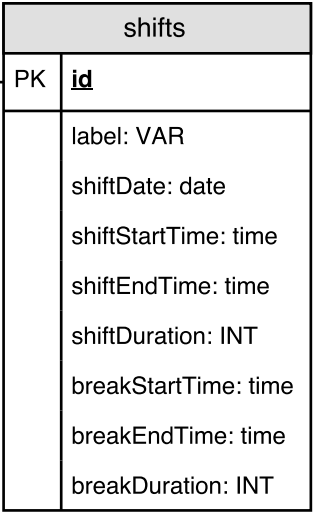 shifts
PK id
label: VAR
shiftDate: date
shiftStartTime: time
shiftEndTime: time
shiftDuration: INT
breakStartTime: time
breakEndTime: time
breakDuration: INT